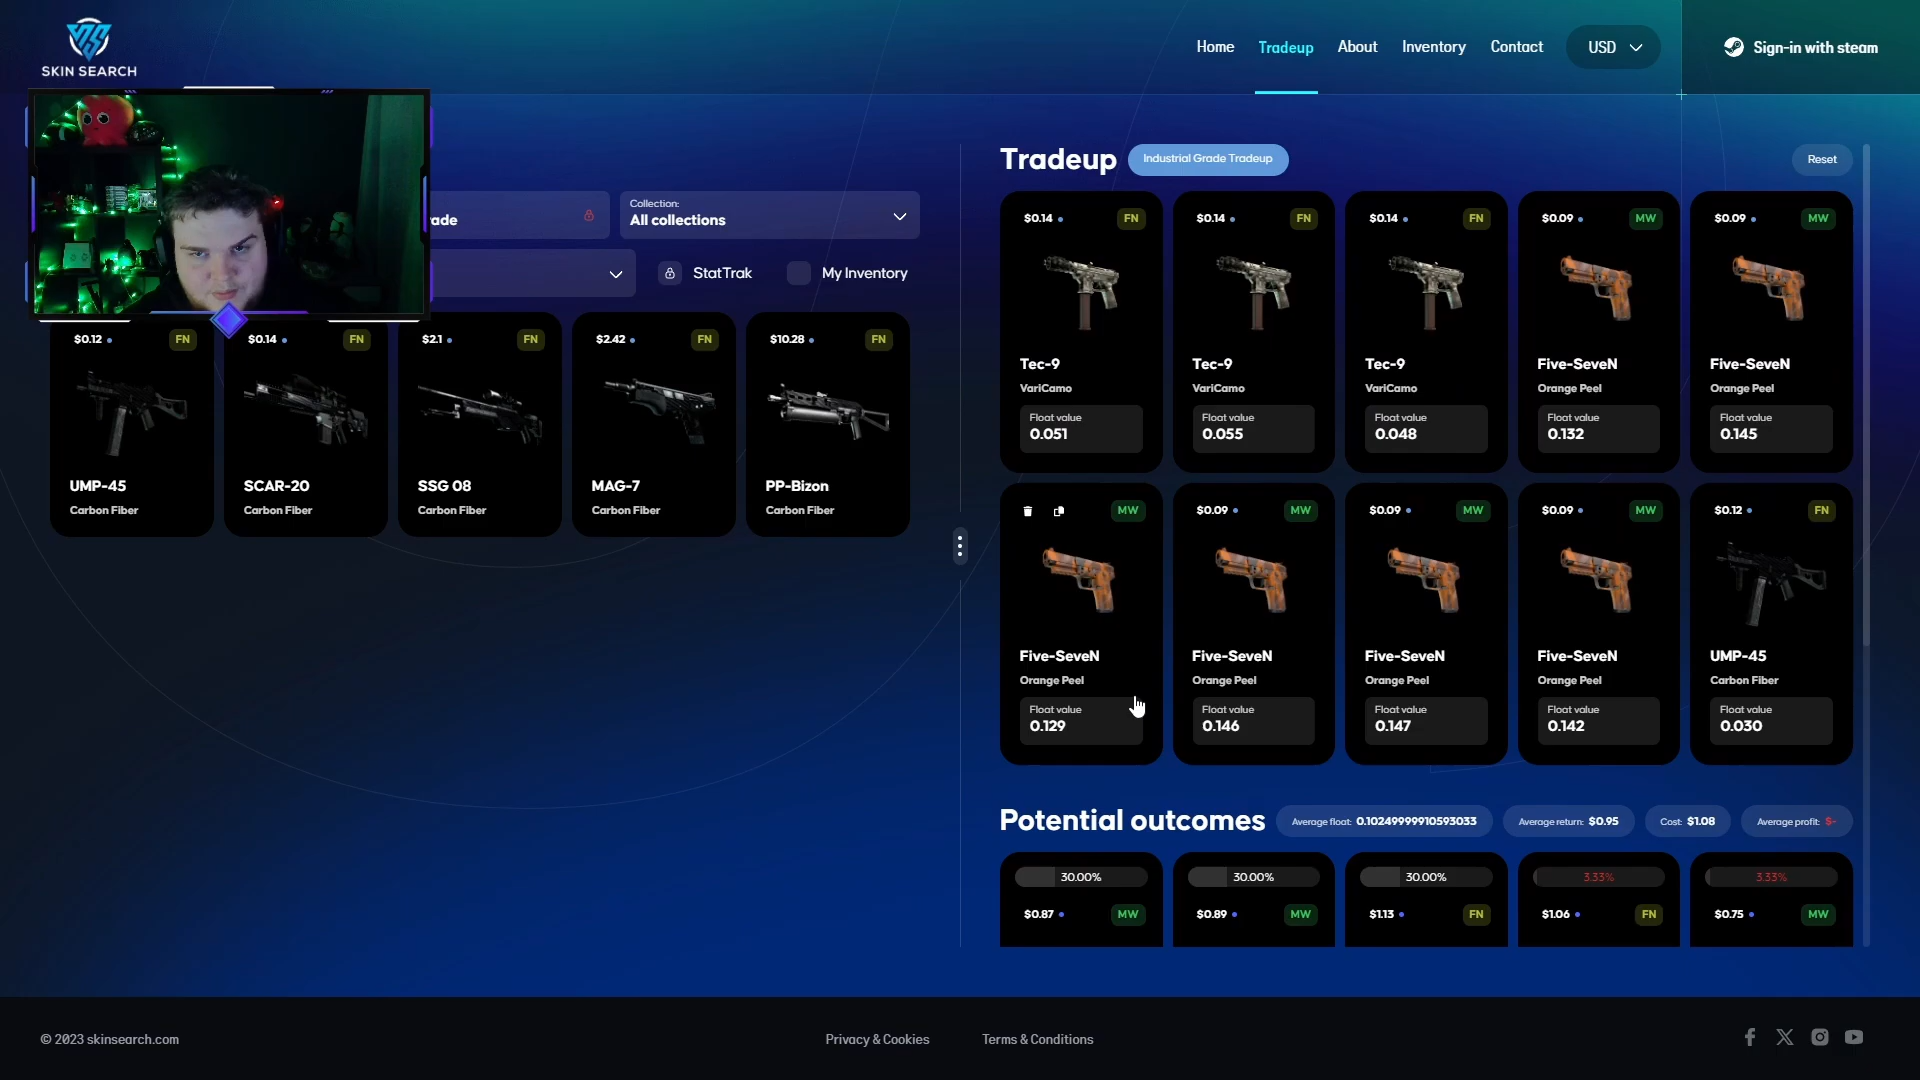 SKIN SEARCH
Home
Tradeup
About
Inventory
Contact
USD
Sign-in with steam
ade
Collection:
All collections
StatTrak
My Inventory
$0.12 FN
UMP-45
Carbon Fiber
$0.14 FN
SCAR-20
Carbon Fiber
$2.1 FN
SSG 08
Carbon Fiber
$2.42 FN
MAG-7
Carbon Fiber
$10.28 FN
PP-Bizon
Carbon Fiber
Tradeup
Industrial Grade Tradeup
Reset
$0.14 FN
Tec-9
VariCamo
Float value
0.051
$0.14 FN
Tec-9
VariCamo
Float value
0.055
$0.14 FN
Tec-9
VariCamo
Float value
0.048
$0.09 MW
Five-SeveN
Orange Peel
Float value
0.132
$0.09 MW
Five-SeveN
Orange Peel
Float value
0.145
MW
Five-SeveN
Orange Peel
Float value
0.129
$0.09 MW
Five-SeveN
Orange Peel
Float value
0.146
$0.09 MW
Five-SeveN
Orange Peel
Float value
0.147
$0.09 MW
Five-SeveN
Orange Peel
Float value
0.142
$0.12 FN
UMP-45
Carbon Fiber
Float value
0.030
Potential outcomes
Average float: 0.10249999910593033
Average return: $0.95
Cost: $1.08
Average profit: $-
30.00%
$0.87 MW
30.00%
$0.89 MW
30.00%
$1.13 FN
3.33%
$1.06 FN
3.33%
$0.75 MW
© 2023 skinsearch.com
Privacy & Cookies
Terms & Conditions